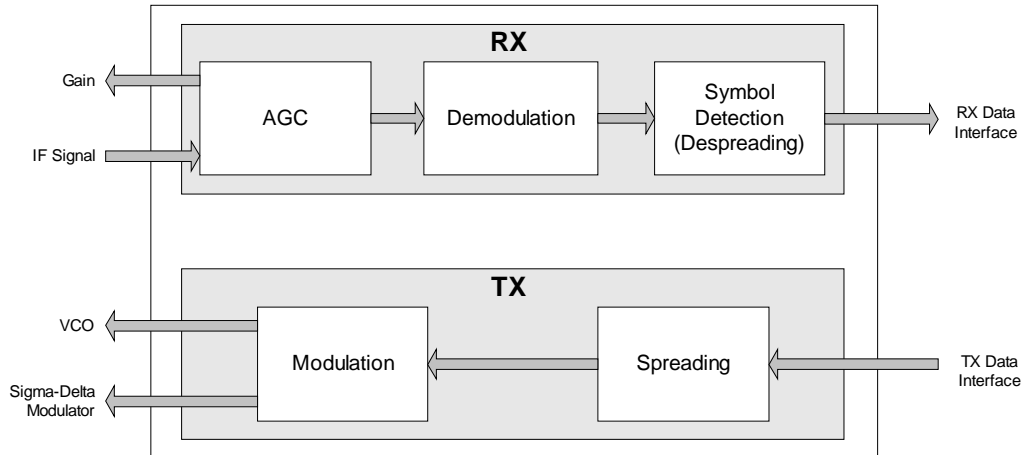 RX
Gain
IF Signal
AGC
Demodulation
Symbol
Detection
(Despreading)
RX Data
Interface
TX
VCO
Sigma-Delta
Modulator
Modulation
Spreading
TX Data
Interface